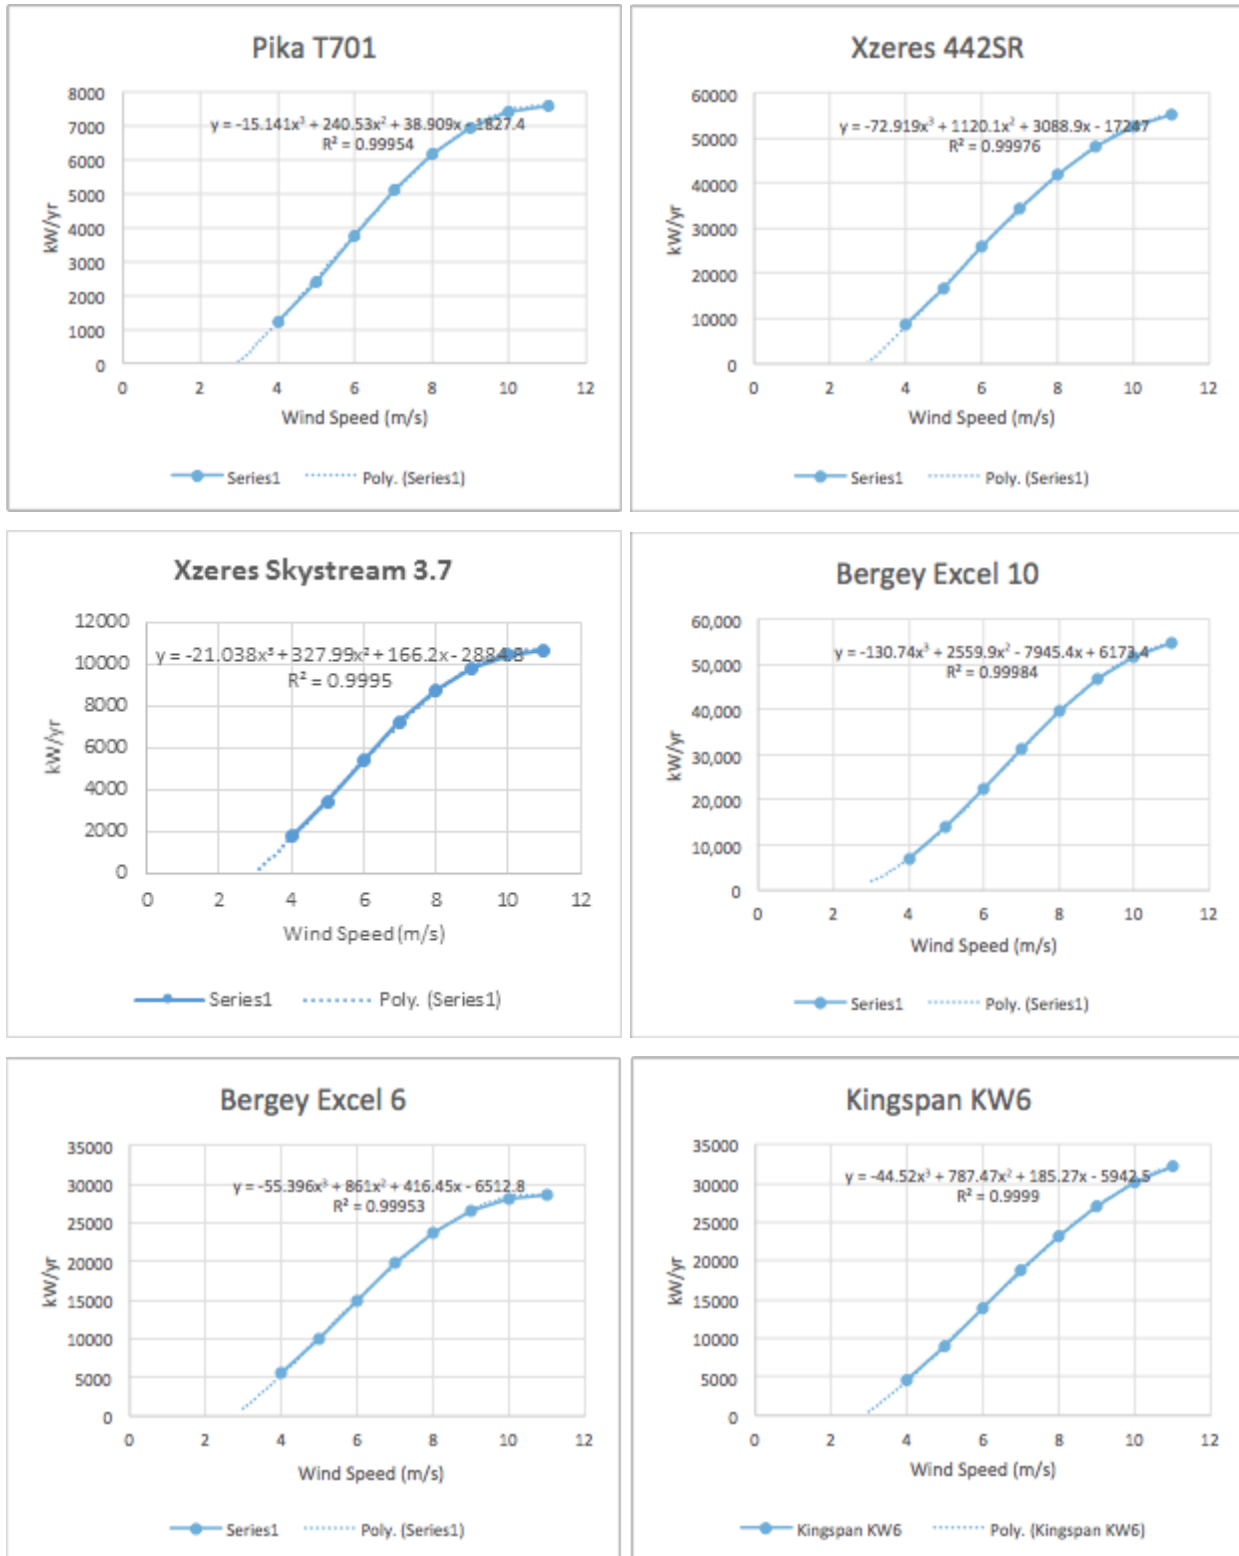 Pika T701
8000
7000
6000
5000
4000
3000
2000
1000
0
kW/yr
y = -15.141x³ + 240.53x² + 38.909x - 1827.4
R² = 0.99954
0 2 4 6 8 10 12
Wind Speed (m/s)
Series1 Poly. (Series1)
Xzeres 442SR
60000
50000
40000
30000
20000
10000
0
kW/yr
y = -72.919x³ + 1120.1x² + 3088.9x - 17247
R² = 0.99976
0 2 4 6 8 10 12
Wind Speed (m/s)
Series1 Poly. (Series1)
Xzeres Skystream 3.7
12000
10000
8000
6000
4000
2000
0
kW/yr
y = -21.038x³ + 327.99x² + 166.2x - 2884.8
R² = 0.9995
0 2 4 6 8 10 12
Wind Speed (m/s)
Series1 Poly. (Series1)
Bergey Excel 10
60,000
50,000
40,000
30,000
20,000
10,000
0
kW/yr
y = -130.74x³ + 2559.9x² - 7945.4x + 6173.4
R² = 0.99984
0 2 4 6 8 10 12
Wind Speed (m/s)
Series1 Poly. (Series1)
Bergey Excel 6
35000
30000
25000
20000
15000
10000
5000
0
kW/yr
y = -55.396x³ + 861x² + 416.45x - 6512.8
R² = 0.99953
0 2 4 6 8 10 12
Wind Speed (m/s)
Series1 Poly. (Series1)
Kingspan KW6
35000
30000
25000
20000
15000
10000
5000
0
kW/yr
y = -44.52x³ + 787.47x² + 185.27x - 5942.5
R² = 0.9999
0 2 4 6 8 10 12
Wind Speed (m/s)
Kingspan KW6 Poly. (Kingspan KW6)